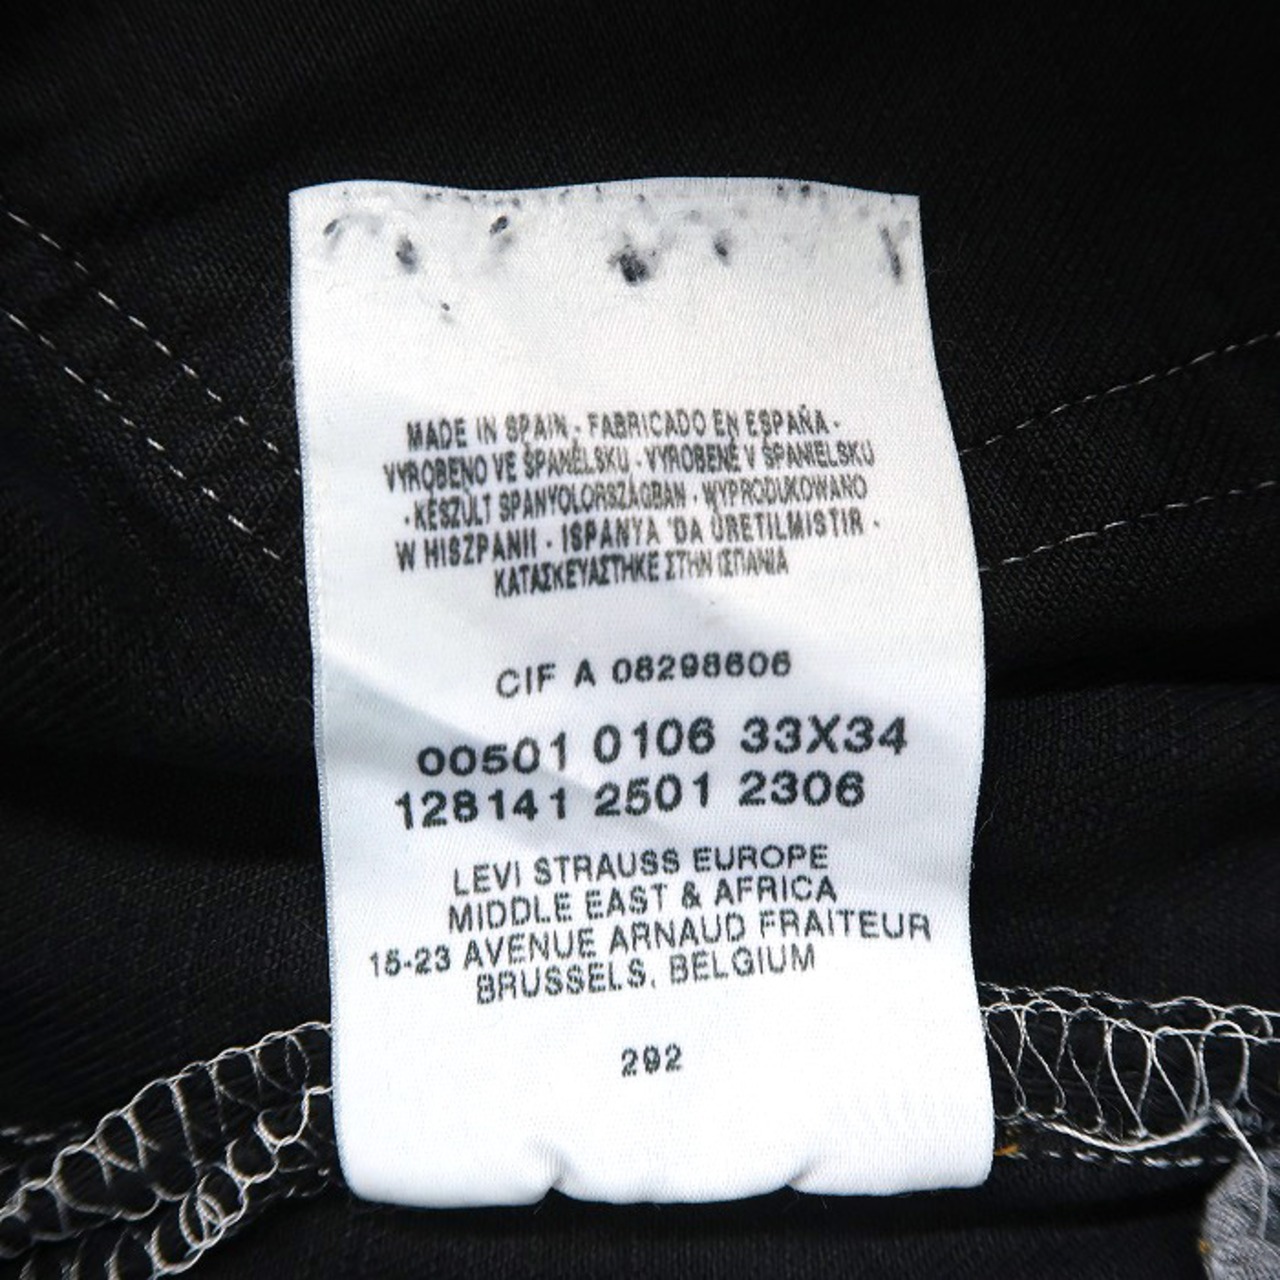 MADE IN SPAIN - FABRICADO EN ESPAÑA -
VYROBENO VE ŠPANĚLSKU - VYROBENÉ V ŠPANIELSKU
- KÉSZÜLT SPANYOLORSZÁGBAN - WYPRODUKOWANO
W HISZPANII - ISPANYA 'DA ÜRETILMISTIR -
ΚΑΤΑΣΚΕΥΑΣΤΗΚΕ ΣΤΗΝ ΙΣΠΑΝΙΑ
CIF A 08298606
00501 0106 33X34
128141 2501 2306
LEVI STRAUSS EUROPE
MIDDLE EAST & AFRICA
15-23 AVENUE ARNAUD FRAITEUR
BRUSSELS, BELGIUM
292